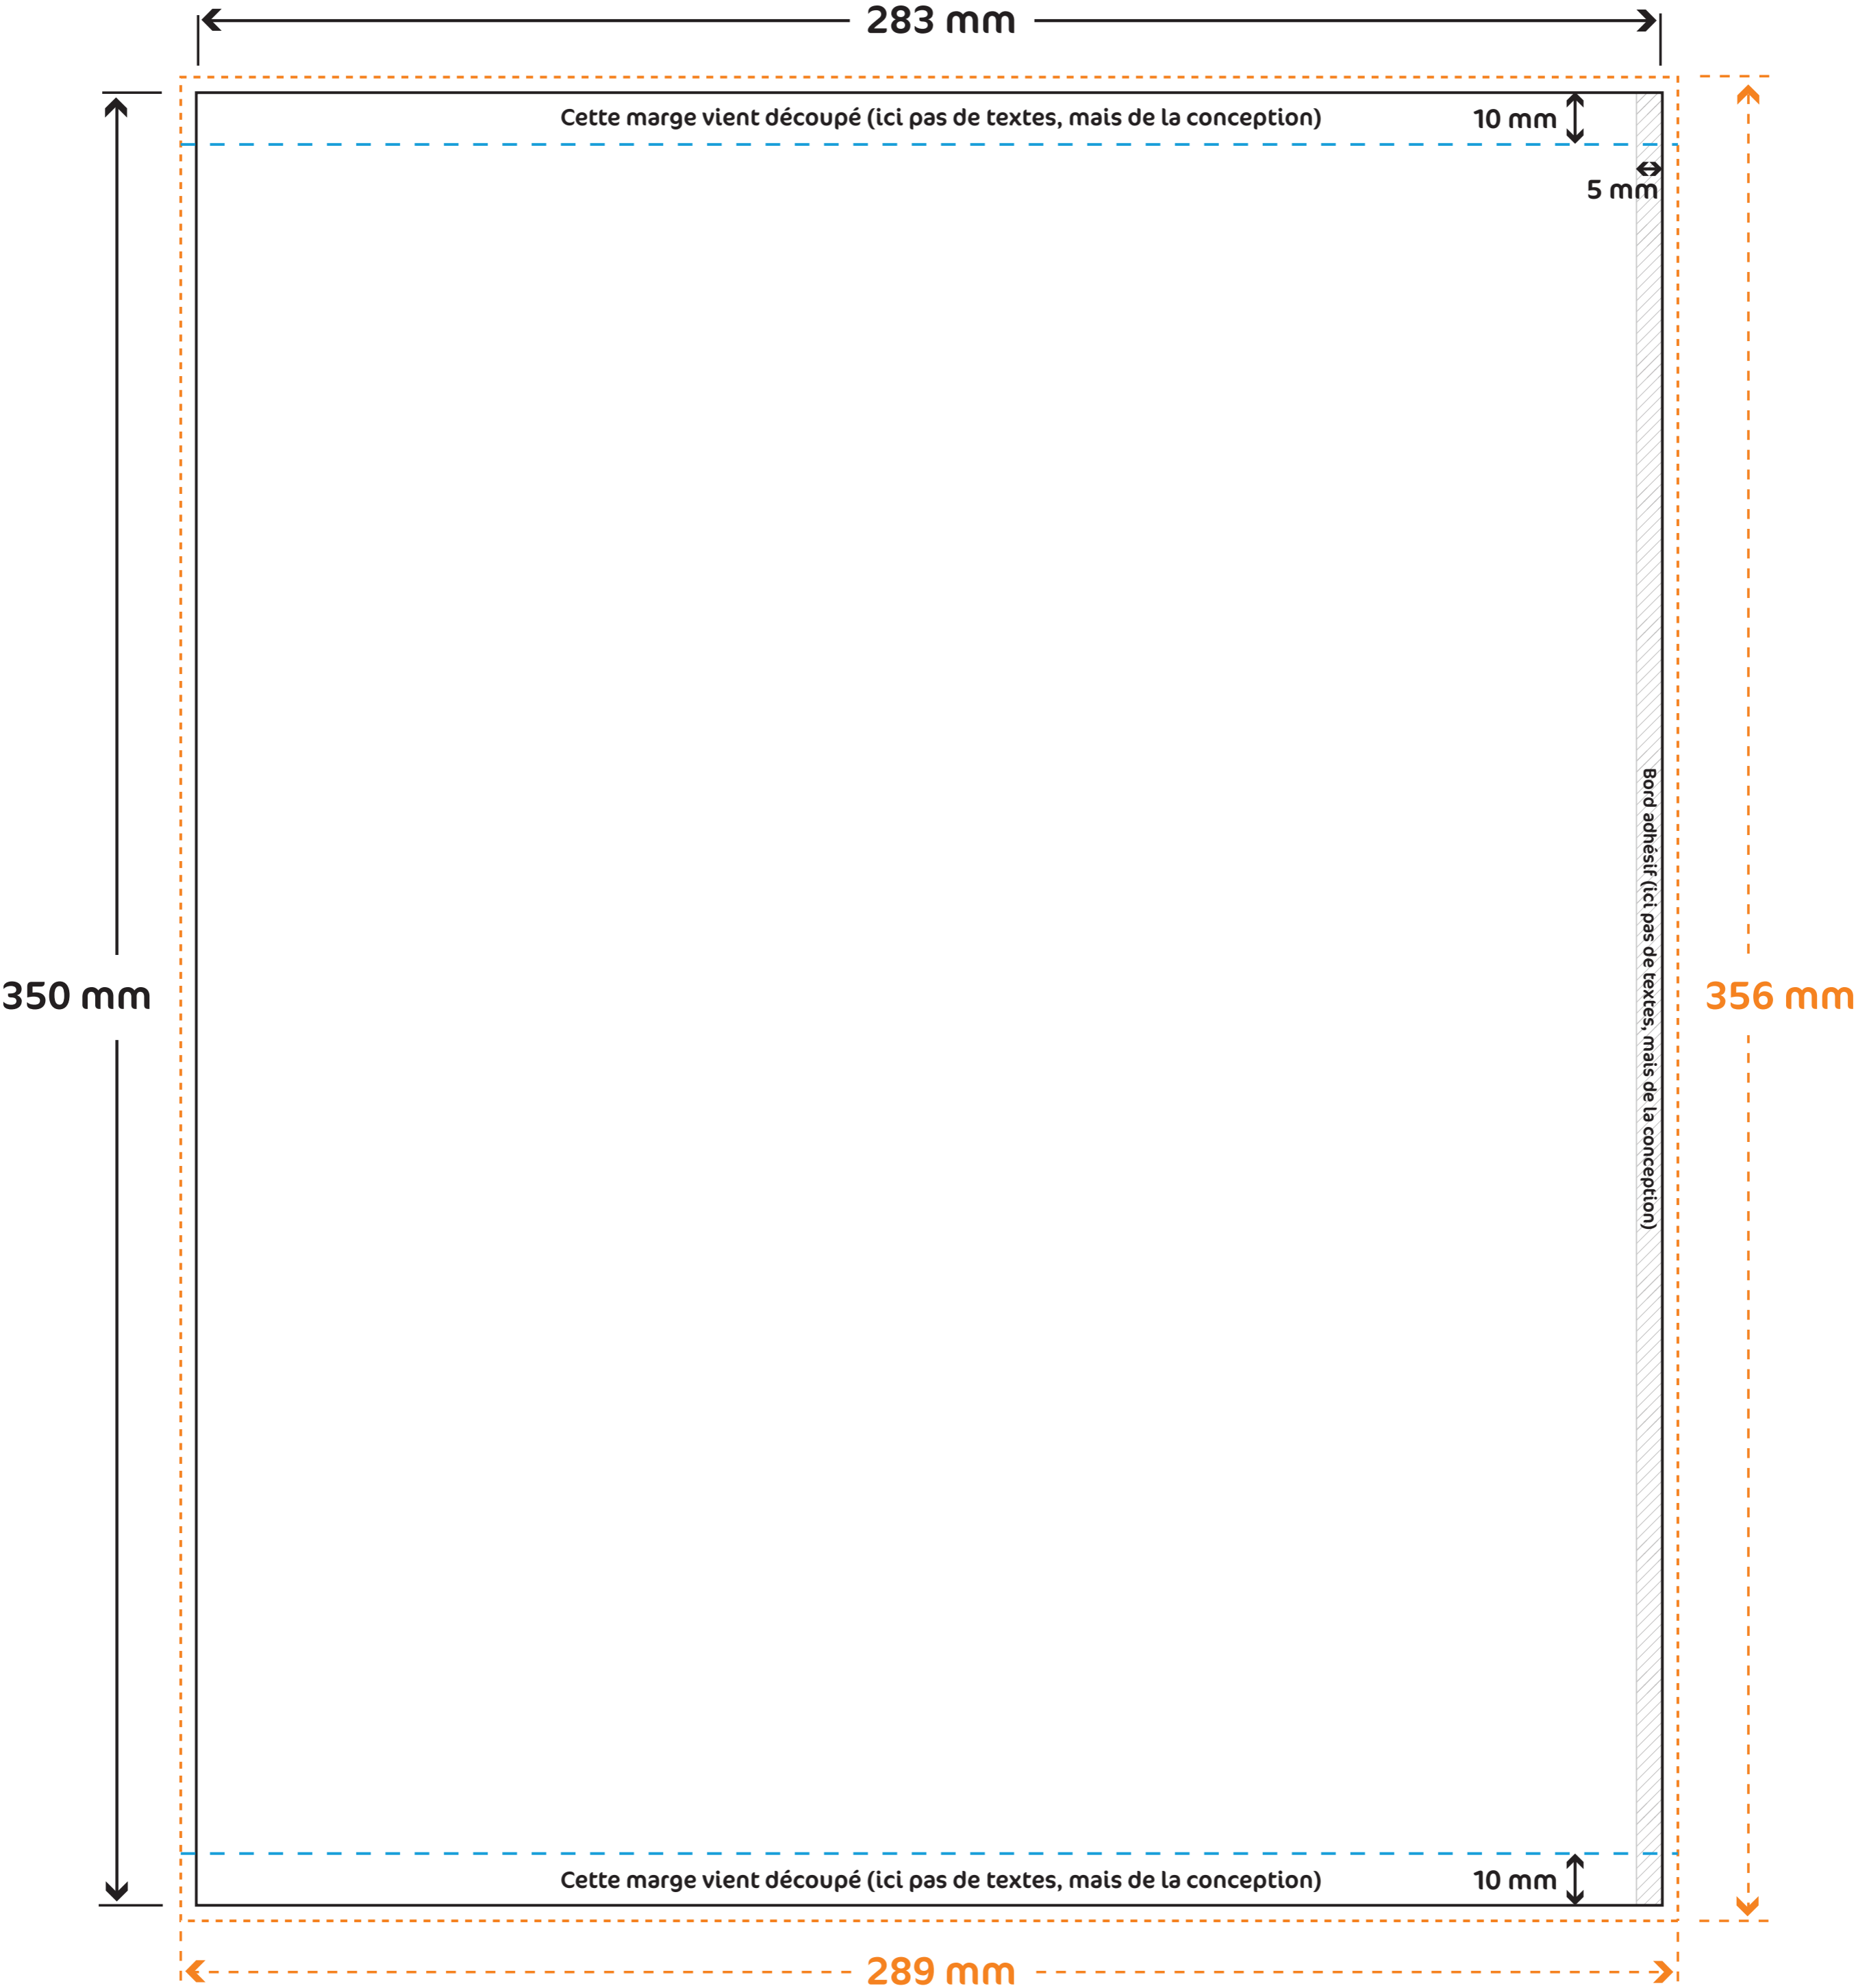 283 mm
Cette marge vient découpé (ici pas de textes, mais de la conception)
10 mm
5 mm
Bord adhésif (ici pas de textes, mais de la conception)
350 mm
356 mm
Cette marge vient découpé (ici pas de textes, mais de la conception)
10 mm
289 mm